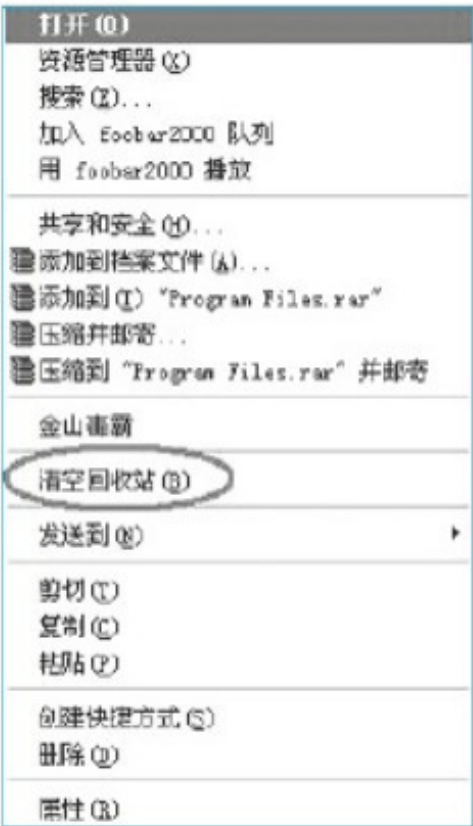 打开(O)
资源管理器(X)
搜索(E)...
加入 foobar2000 队列
用 foobar2000 播放
共享和安全(H)...
添加到档案文件(A)...
添加到(T) "Program Files.rar"
压缩并邮寄...
压缩到 "Program Files.rar" 并邮寄
金山毒霸
清空回收站(B)
发送到(N)
剪切(T)
复制(C)
粘贴(P)
创建快捷方式(S)
删除(D)
属性(R)